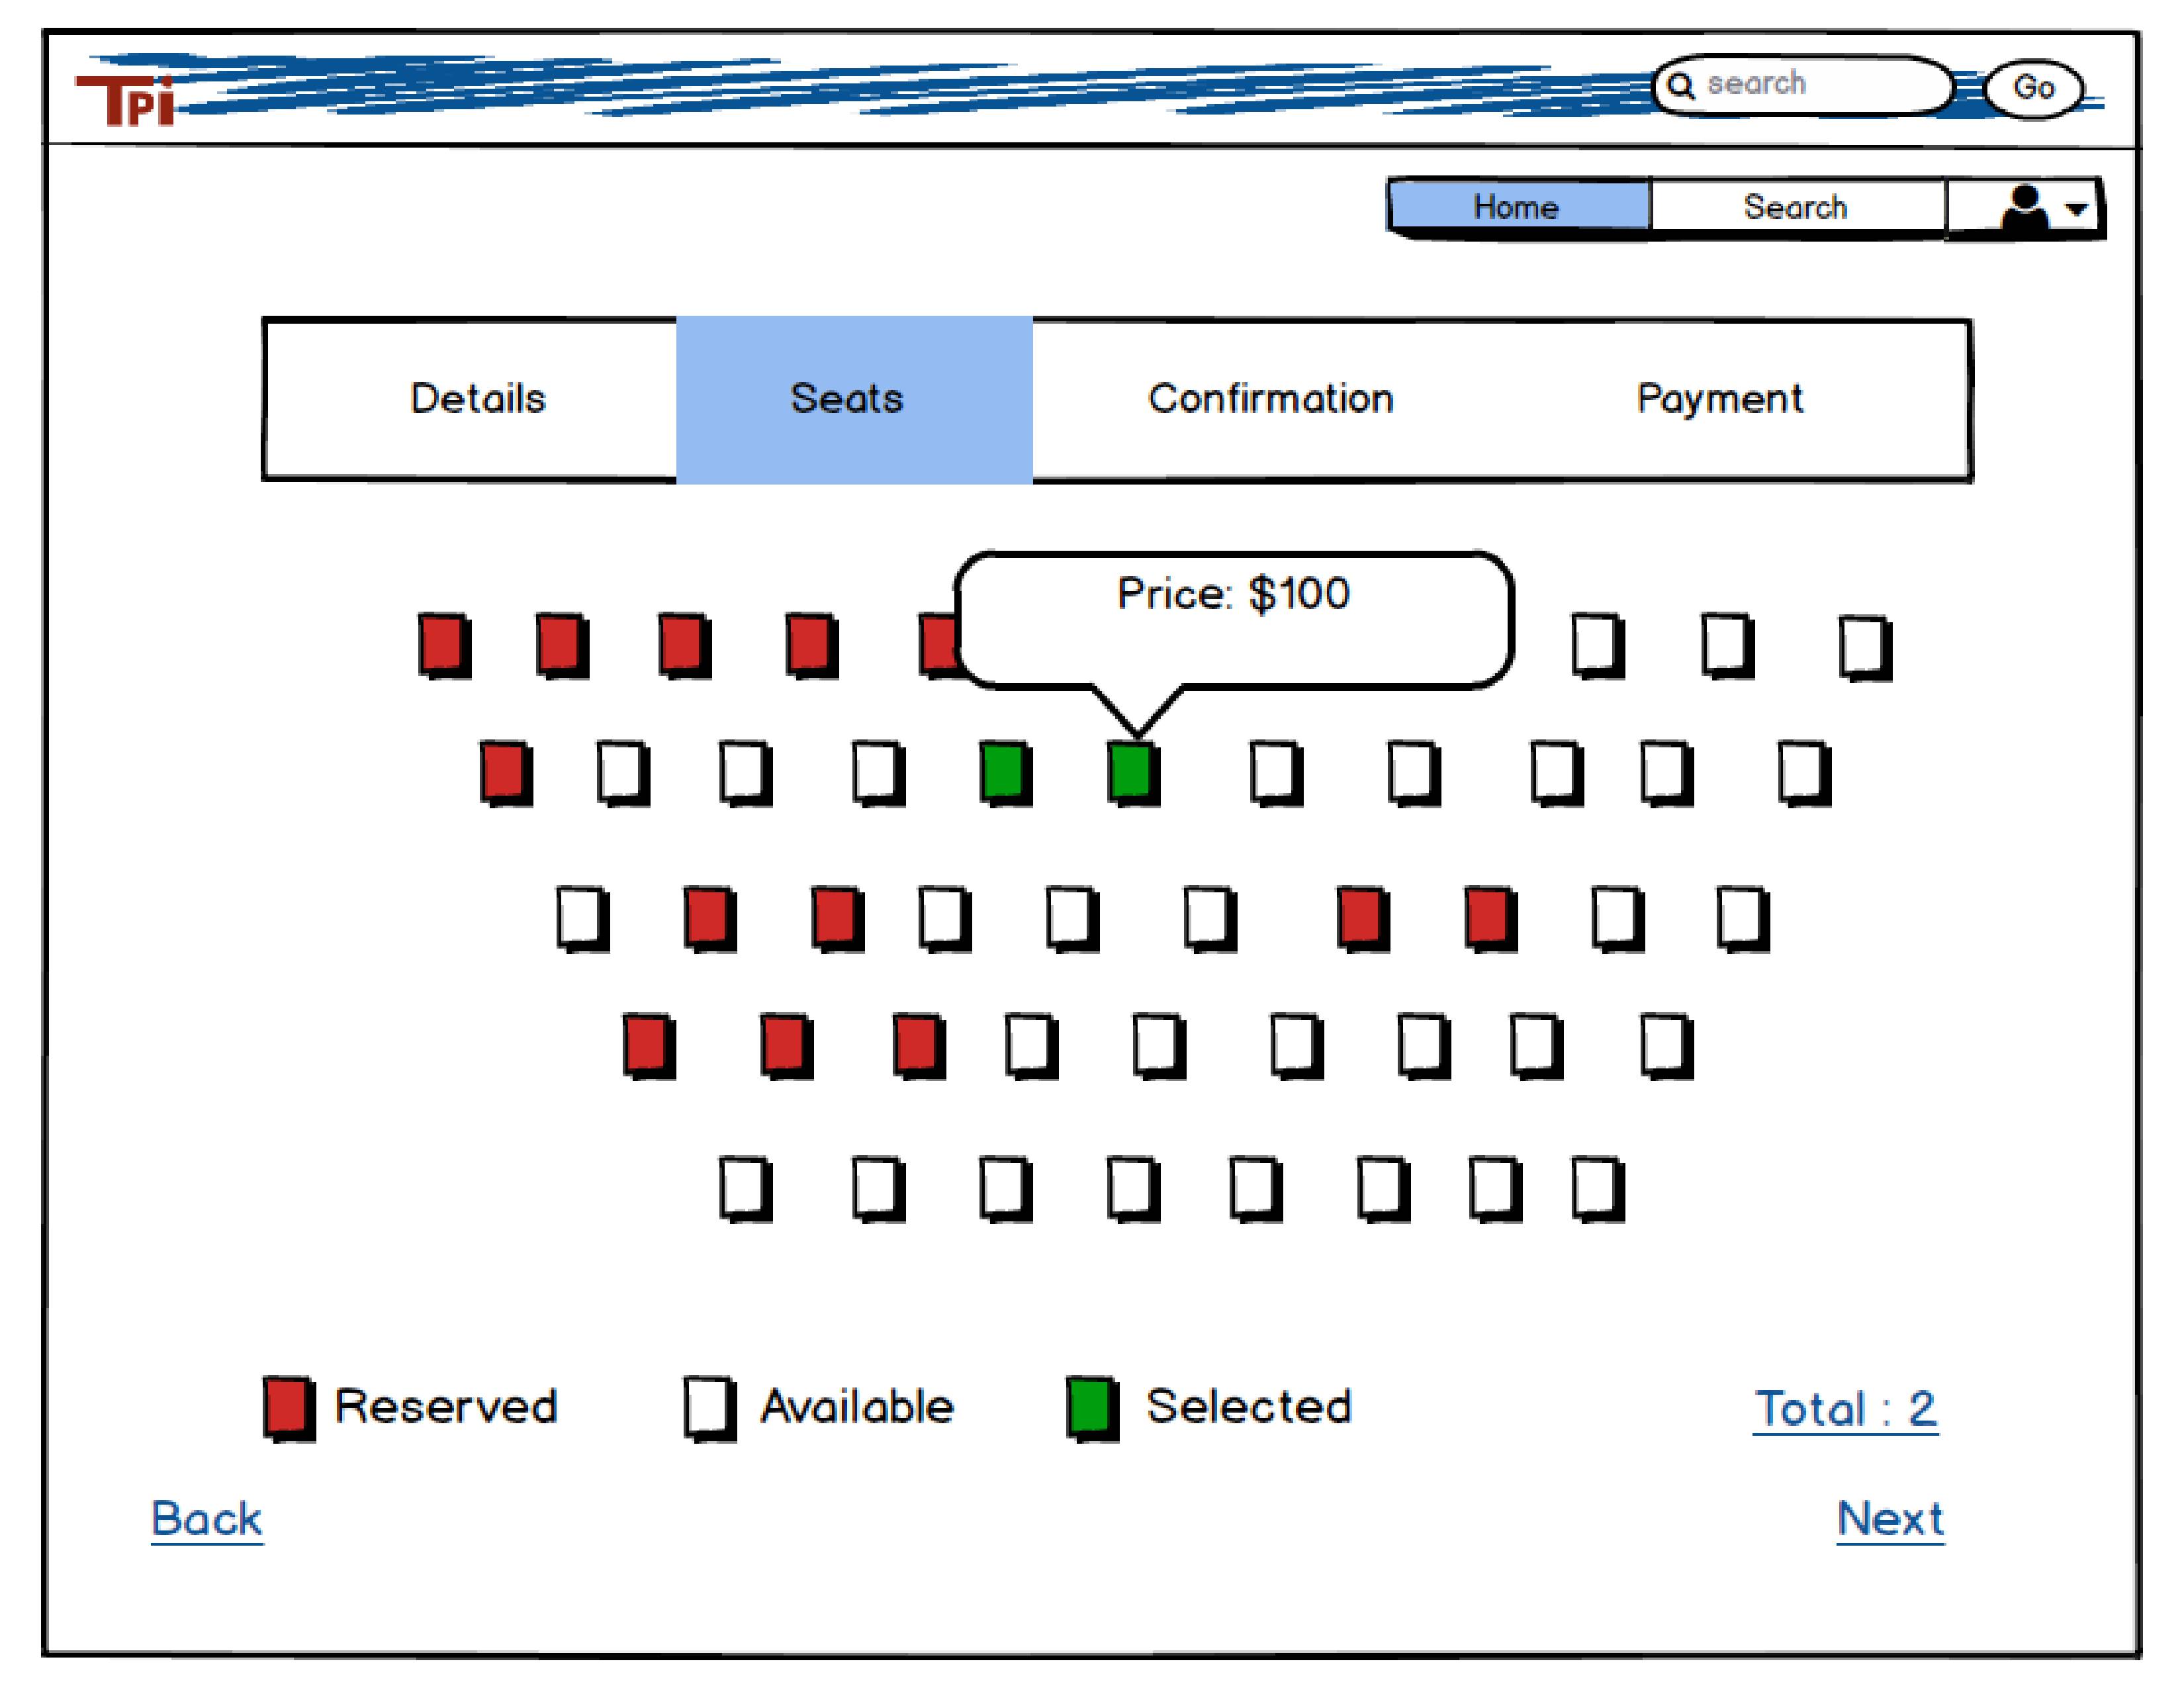 Tpi
search
Go
Home
Search
Details
Seats
Confirmation
Payment
Price: $100
Reserved
Available
Selected
Total : 2
Back
Next